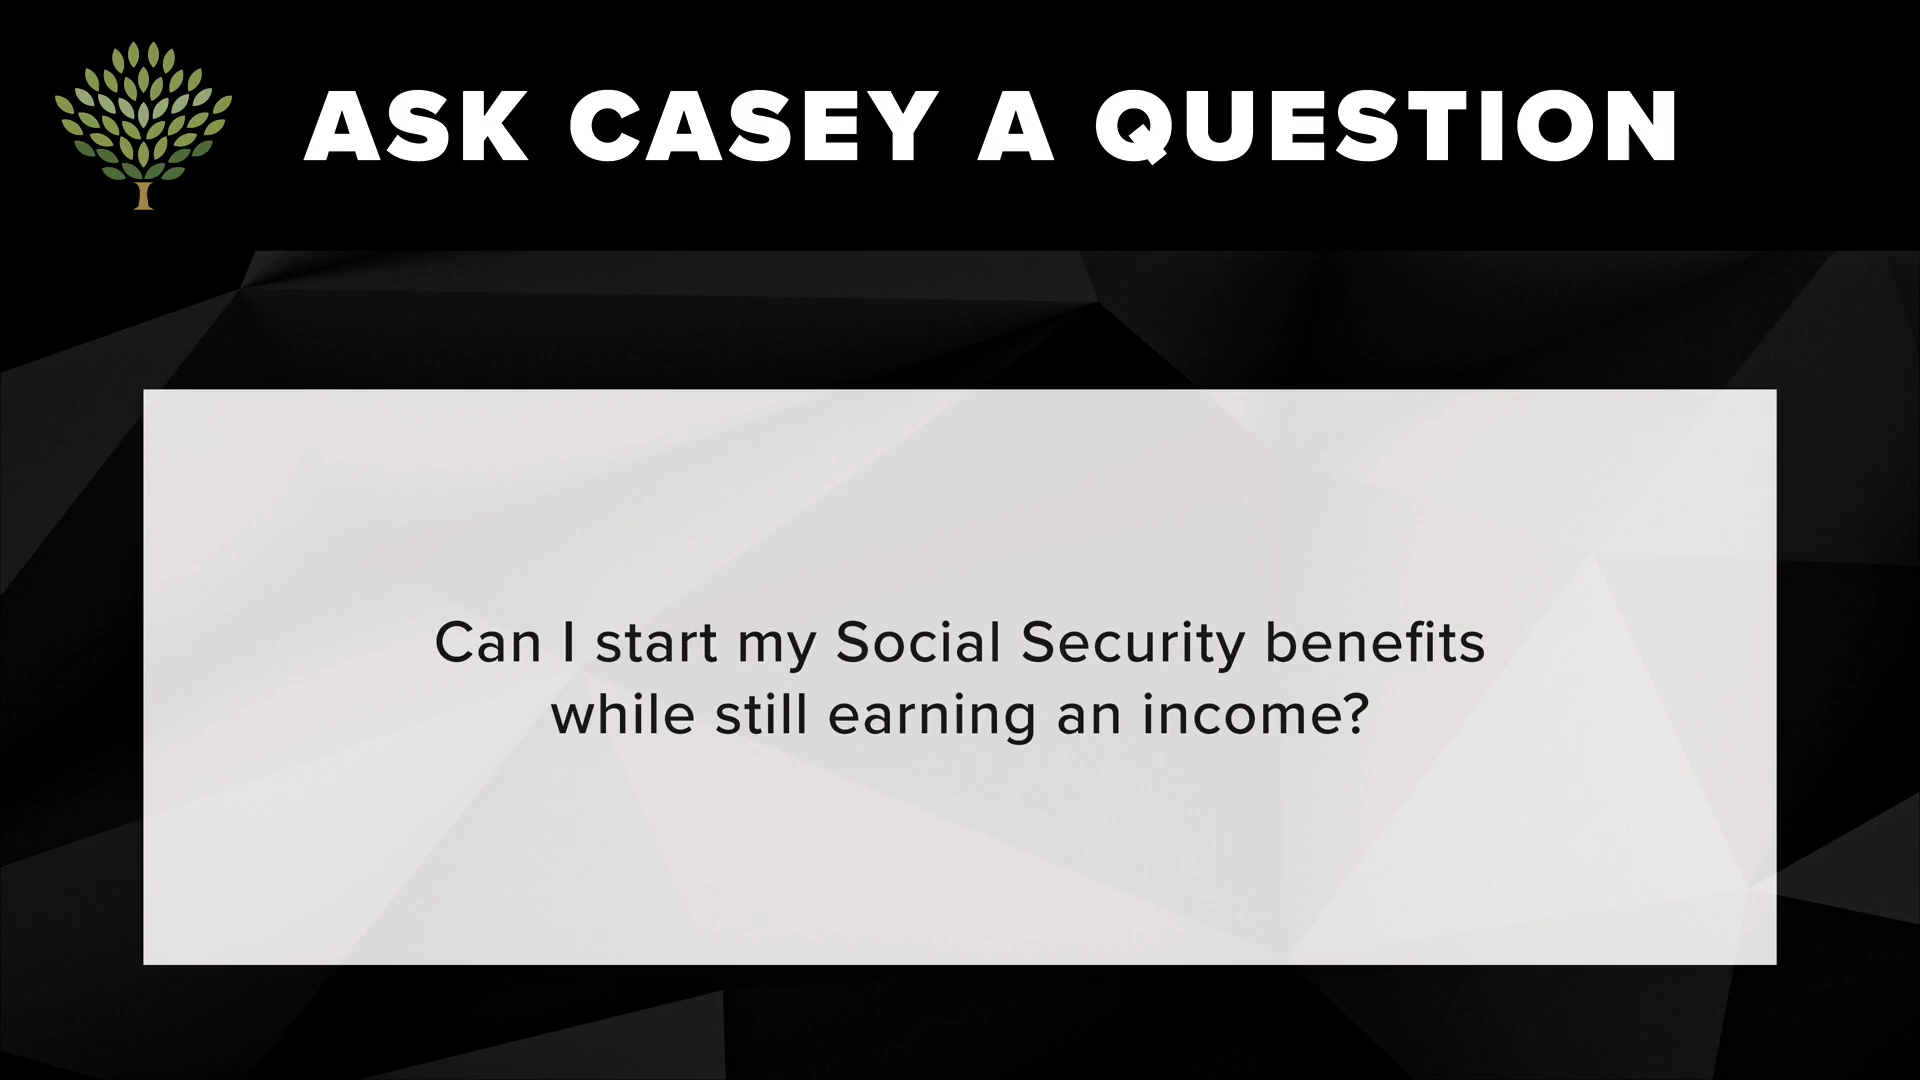 ASK CASEY A QUESTION
Can I start my Social Security benefits
while still earning an income?